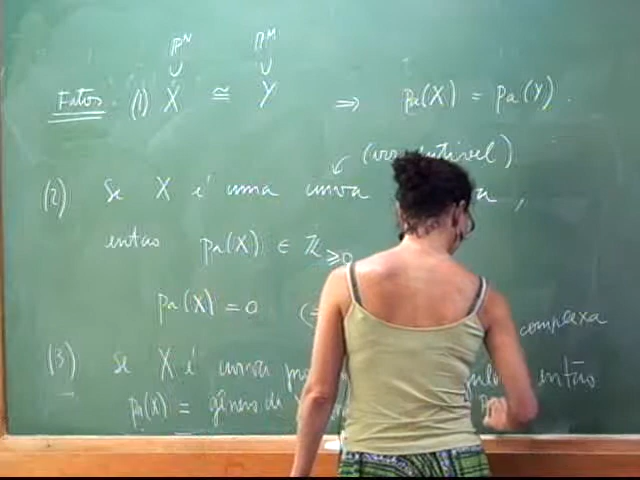 ℙᴺ ℙᴹ
∪ ∪
Fatos. (1) X ≅ Y ⇒ pa(X) = pa(Y).
(irredutível)
(2) Se X é uma curva
então pa(X) ∈ ℤ≥0
pa(X) = 0
complexa
(3) Se X é curva então
pa(X) = gênero de